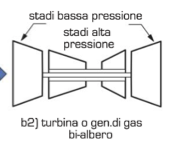 stadi bassa pressione
stadi alta
pressione
b2) turbina o gen.di gas
bi-albero